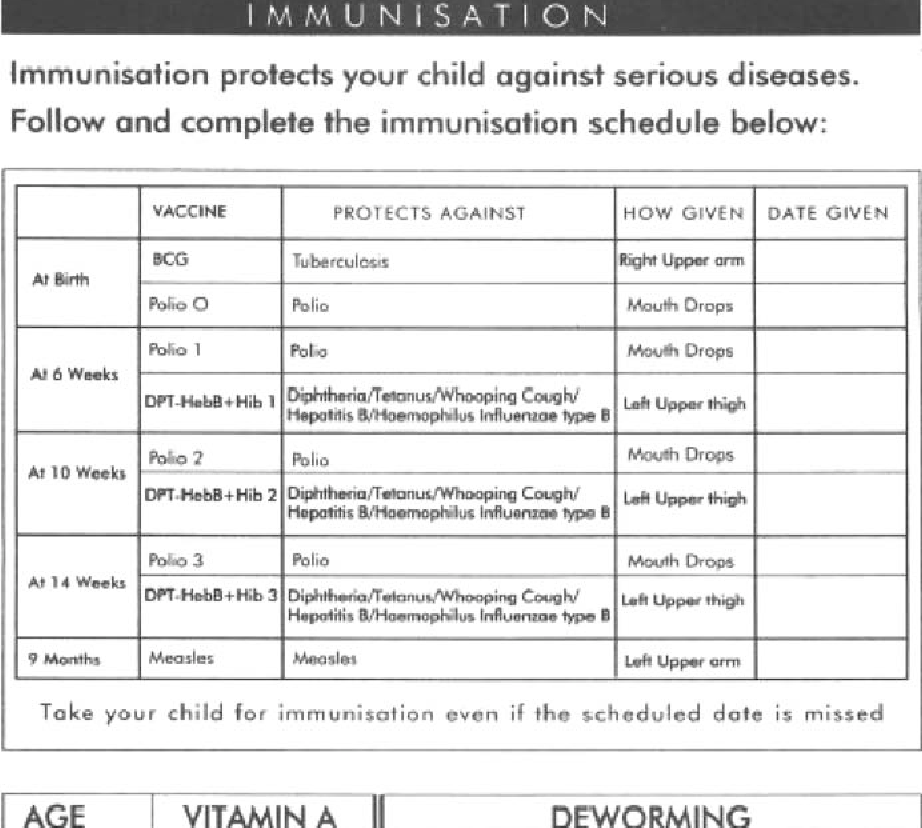 IMMUNISATION
Immunisation protects your child against serious diseases.
Follow and complete the immunisation schedule below:
VACCINE PROTECTS AGAINST HOW GIVEN DATE GIVEN
At Birth
BCG Tuberculosis Right Upper arm
Polio O Polio Mouth Drops
At 6 Weeks
Polio 1 Polio Mouth Drops
DPT-HebB+Hib 1 Diphtheria/Tetanus/Whooping Cough/
Hepatitis B/Haemophilus Influenzae type B Left Upper thigh
At 10 Weeks
Polio 2 Polio Mouth Drops
DPT-HebB+Hib 2 Diphtheria/Tetanus/Whooping Cough/
Hepatitis B/Haemophilus Influenzae type B Left Upper thigh
At 14 Weeks
Polio 3 Polio Mouth Drops
DPT-HebB+Hib 3 Diphtheria/Tetanus/Whooping Cough/
Hepatitis B/Haemophilus Influenzae type B Left Upper thigh
9 Months Measles Measles Left Upper arm
Take your child for immunisation even if the scheduled date is missed
AGE VITAMIN A DEWORMING